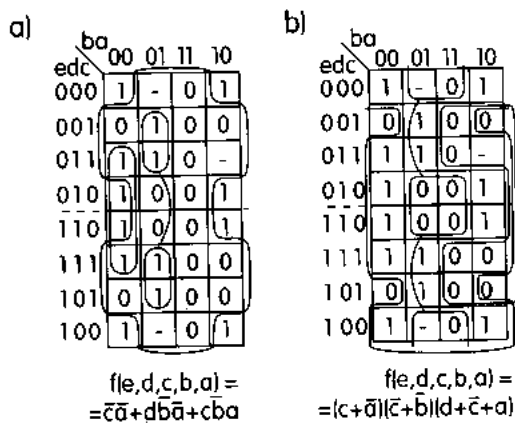 a)
ba
00 01 11 10
edc
000 1 - 0 1
001 0 1 0 0
011 1 1 0 -
010 1 0 0 1
110 1 0 0 1
111 1 1 0 0
101 0 1 0 0
100 1 - 0 1
f(e,d,c,b,a) =
=c̄ā+db̄ā+cb̄a
b)
ba
00 01 11 10
edc
000 1 - 0 1
001 0 1 0 0
011 1 1 0 -
010 1 0 0 1
110 1 0 0 1
111 1 1 0 0
101 0 1 0 0
100 1 - 0 1
f(e,d,c,b,a) =
=(c+ā)(c̄+b̄)(d+c̄+a)